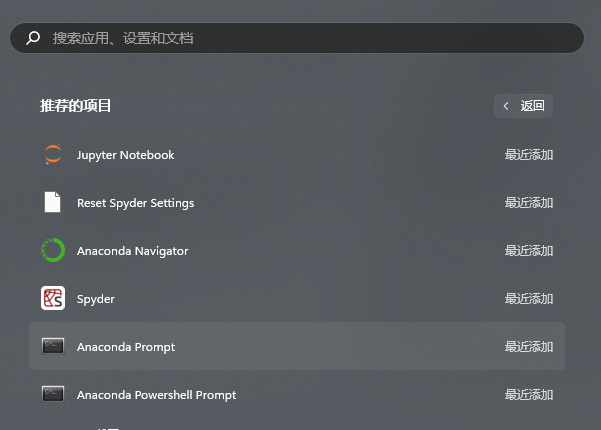 搜索应用、设置和文档
推荐的项目
返回
Jupyter Notebook 最近添加
Reset Spyder Settings 最近添加
Anaconda Navigator 最近添加
Spyder 最近添加
Anaconda Prompt 最近添加
Anaconda Powershell Prompt 最近添加